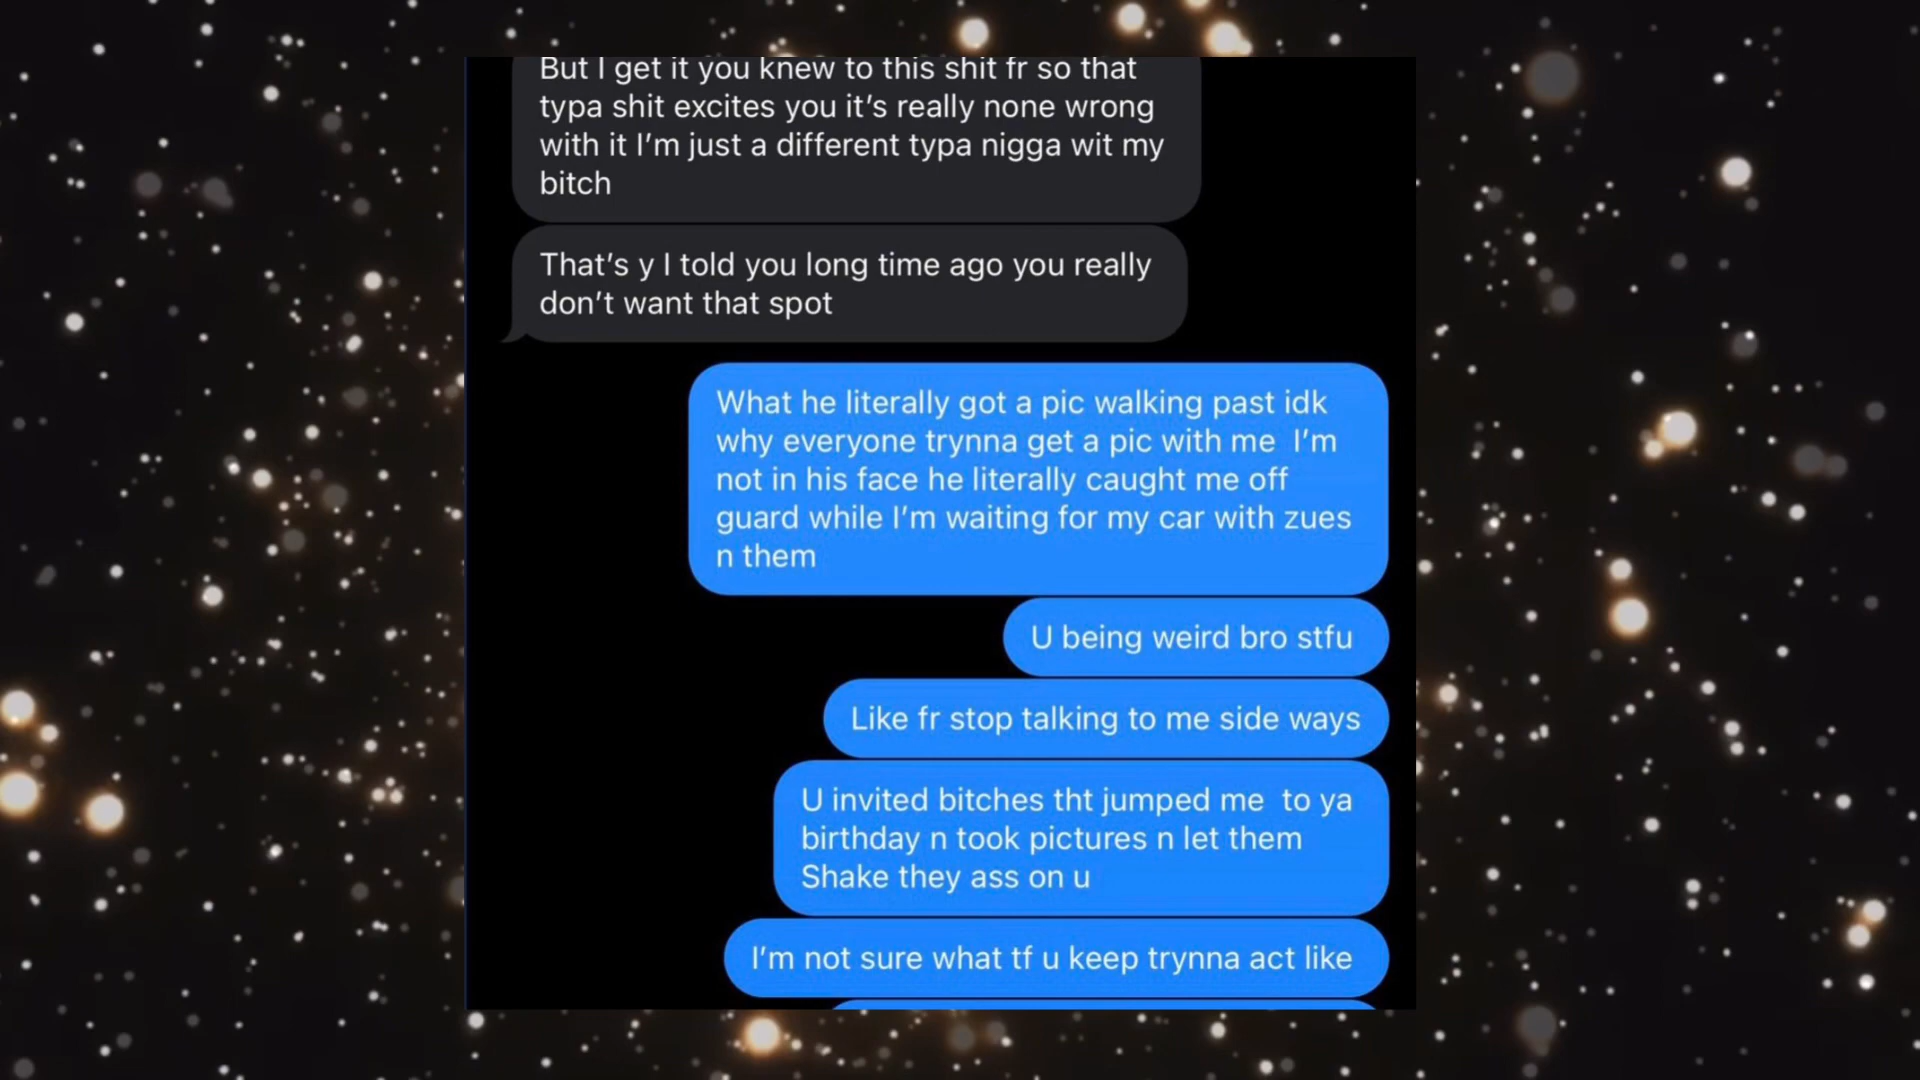 But I get it you knew to this shit fr so that
typa shit excites you it’s really none wrong
with it I’m just a different typa nigga wit my
bitch
That’s y I told you long time ago you really
don’t want that spot
What he literally got a pic walking past idk
why everyone trynna get a pic with me  I’m
not in his face he literally caught me off
guard while I’m waiting for my car with zues
n them
U being weird bro stfu
Like fr stop talking to me side ways
U invited bitches tht jumped me  to ya
birthday n took pictures n let them
Shake they ass on u
I’m not sure what tf u keep trynna act like